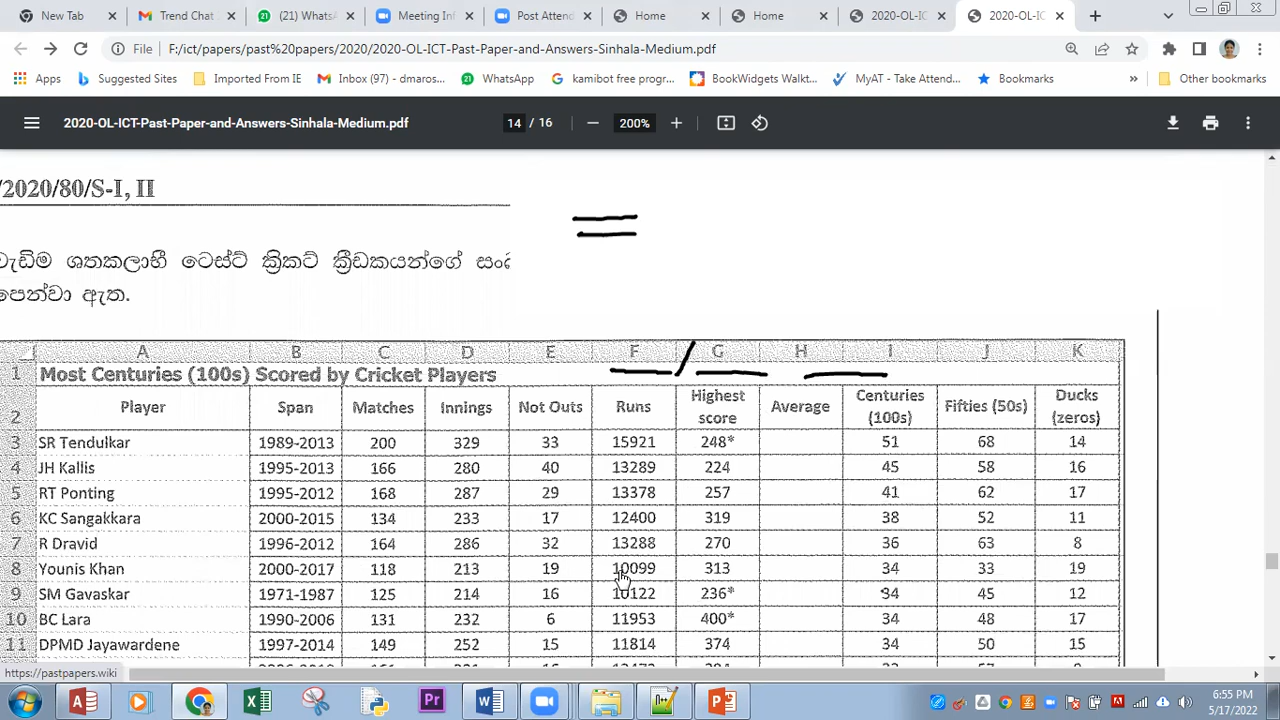 New Tab
Trend Chat
(21) Whats
Meeting Inf
Post Attend
Home
Home
2020-OL-IC
2020-OL-IC
File
F:/ict/papers/past%20papers/2020/2020-OL-ICT-Past-Paper-and-Answers-Sinhala-Medium.pdf
Apps
Suggested Sites
Imported From IE
Inbox (97) - dmaros...
WhatsApp
kamibot free progr...
BookWidgets Walkt...
MyAT - Take Attend...
Bookmarks
»
Other bookmarks
2020-OL-ICT-Past-Paper-and-Answers-Sinhala-Medium.pdf
14 / 16
200%
/2020/80/S-I, II
වැඩිම ශතකලාභී ටෙස්ට් ක්‍රිකට් ක්‍රීඩකයන්ගේ
පෙන්වා ඇත.
A B C D E F G H I J K
1 Most Centuries (100s) Scored by Cricket Players
2 Player Span Matches Innings Not Outs Runs Highest score Average Centuries (100s) Fifties (50s) Ducks (zeros)
3 SR Tendulkar 1989-2013 200 329 33 15921 248* 51 68 14
4 JH Kallis 1995-2013 166 280 40 13289 224 45 58 16
5 RT Ponting 1995-2012 168 287 29 13378 257 41 62 17
6 KC Sangakkara 2000-2015 134 233 17 12400 319 38 52 11
7 R Dravid 1996-2012 164 286 32 13288 270 36 63 8
8 Younis Khan 2000-2017 118 213 19 10099 313 34 33 19
9 SM Gavaskar 1971-1987 125 214 16 10122 236* 34 45 12
10 BC Lara 1990-2006 131 232 6 11953 400* 34 48 17
11 DPMD Jayawardene 1997-2014 149 252 15 11814 374 34 50 15
https://pastpapers.wiki
6:55 PM
5/17/2022